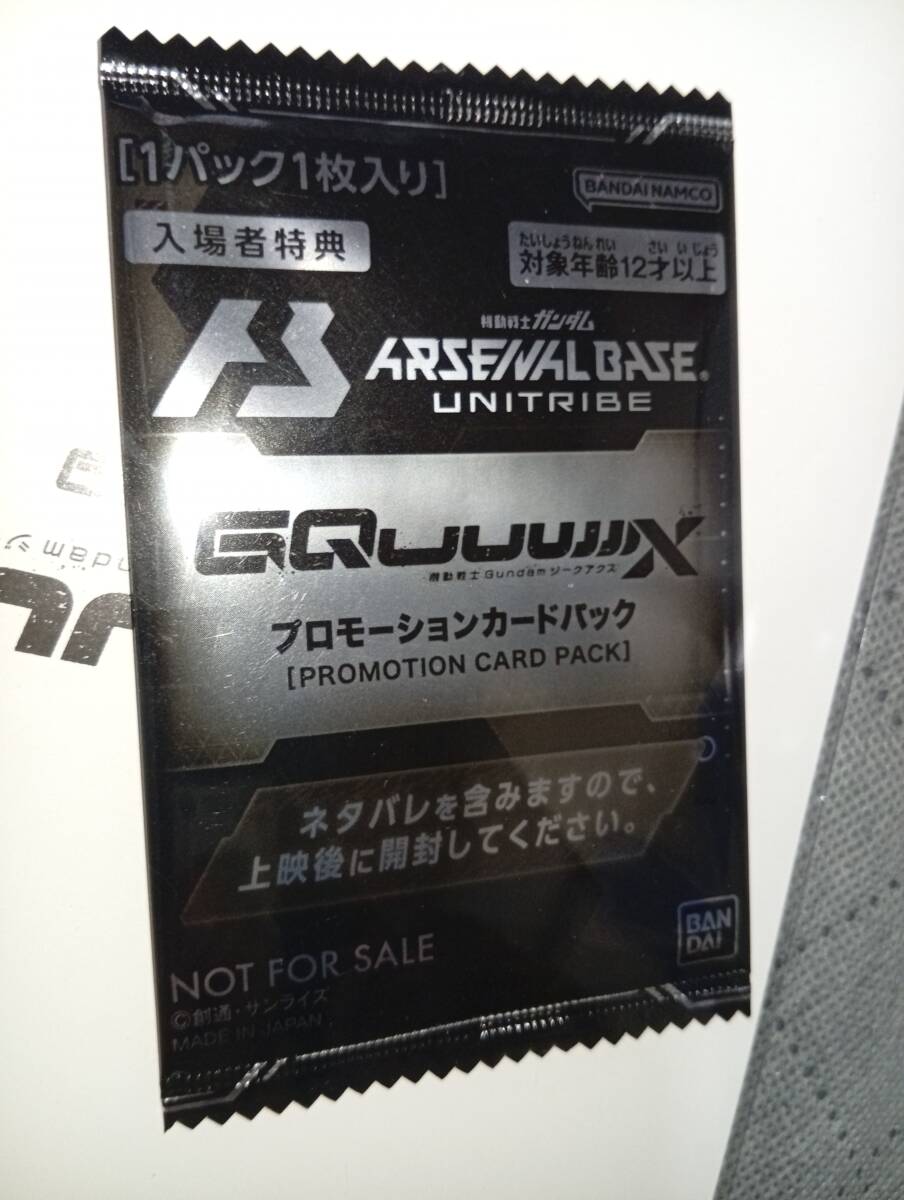 [1パック1枚入り]
BANDAI NAMCO
入場者特典
たいしょうねんれい さい いじょう
対象年齢12才以上
機動戦士ガンダム
ARSENAL BASE®
UNITRIBE
GQuuuuuuX
機動戦士Gundamジークアクス
プロモーションカードパック
[PROMOTION CARD PACK]
ネタバレを含みますので、
上映後に開封してください。
BAN
DAI
NOT FOR SALE
©創通・サンライズ
MADE IN JAPAN